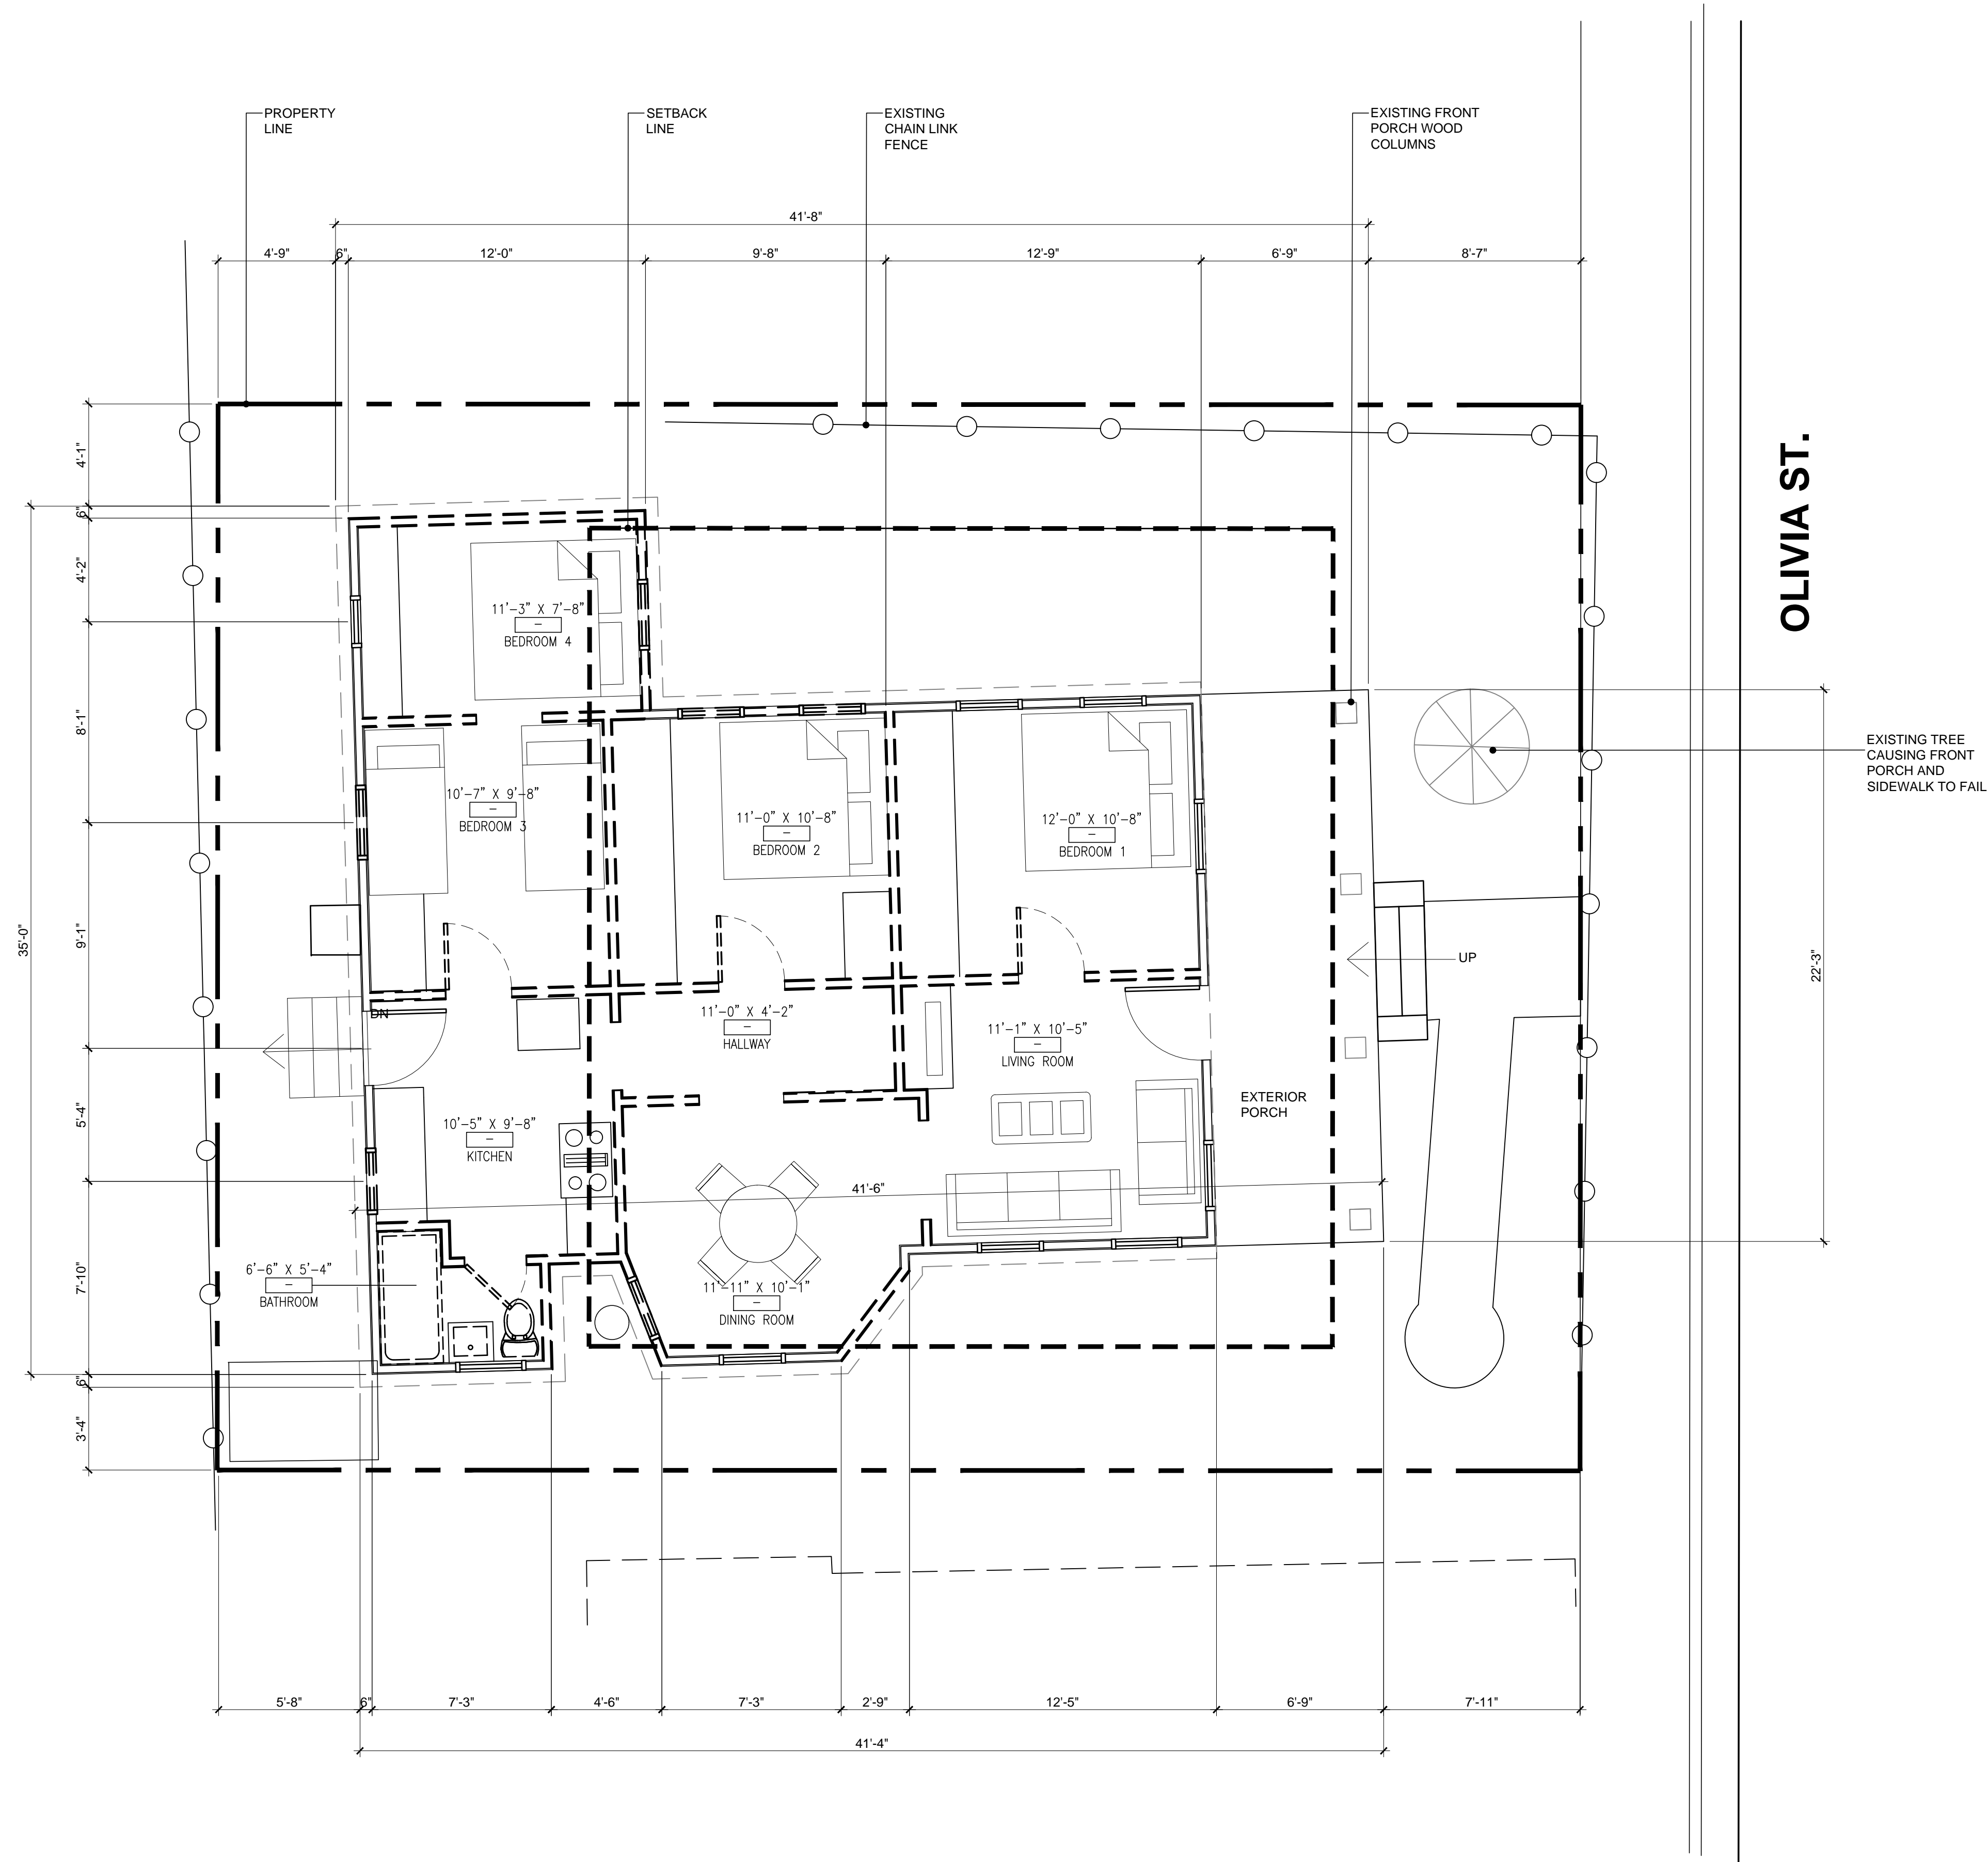 PROPERTY
LINE
SETBACK
LINE
EXISTING
CHAIN LINK
FENCE
EXISTING FRONT
PORCH WOOD
COLUMNS
41'-8"
4'-9"
6"
12'-0"
9'-8"
12'-9"
6'-9"
8'-7"
OLIVIA ST.
4'-1"
6"
4'-2"
8'-1"
9'-1"
5'-4"
7'-10"
6"
3'-4"
35'-0"
11'-3" X 7'-8"
BEDROOM 4
10'-7" X 9'-8"
BEDROOM 3
11'-0" X 10'-8"
BEDROOM 2
12'-0" X 10'-8"
BEDROOM 1
EXISTING TREE
CAUSING FRONT
PORCH AND
SIDEWALK TO FAIL
UP
22'-3"
DN
11'-0" X 4'-2"
HALLWAY
11'-1" X 10'-5"
LIVING ROOM
EXTERIOR
PORCH
10'-5" X 9'-8"
KITCHEN
41'-6"
6'-6" X 5'-4"
BATHROOM
11'-11" X 10'-1"
DINING ROOM
5'-8"
6"
7'-3"
4'-6"
7'-3"
2'-9"
12'-5"
6'-9"
7'-11"
41'-4"